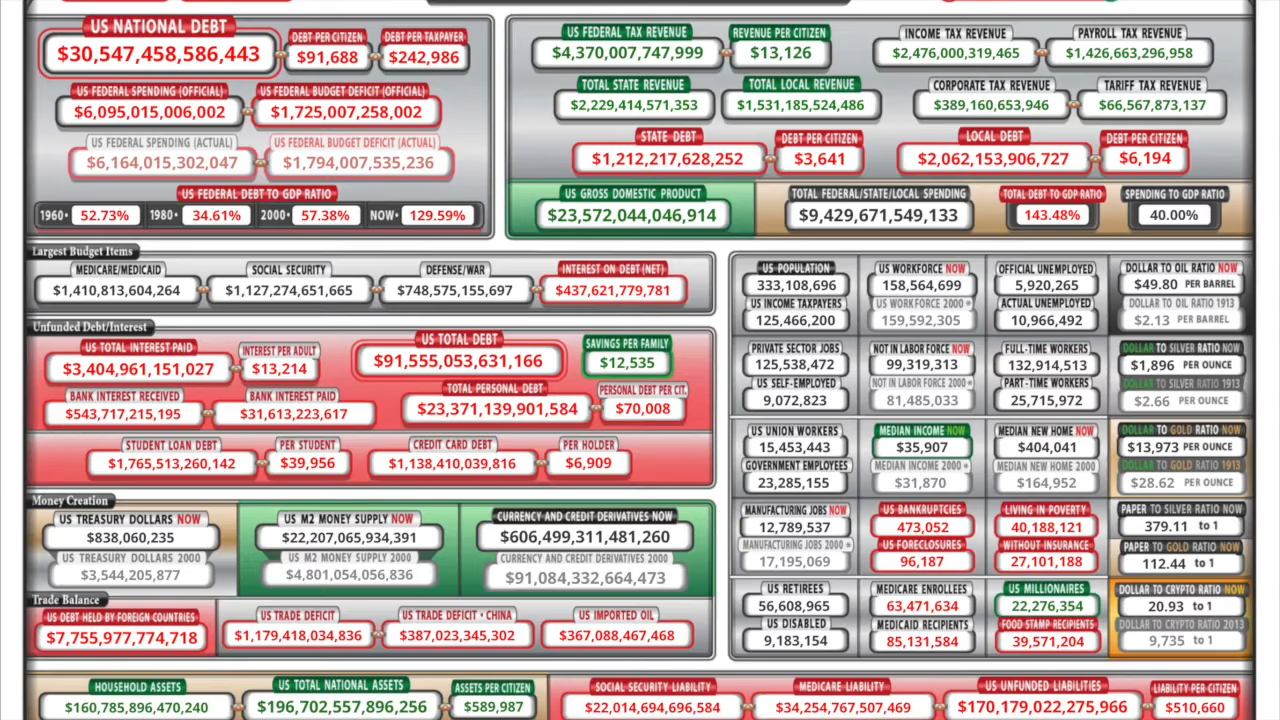 US NATIONAL DEBT
$30,547,458,586,443
DEBT PER CITIZEN
$91,688
DEBT PER TAXPAYER
$242,986
US FEDERAL SPENDING (OFFICIAL)
$6,095,015,006,002
US FEDERAL BUDGET DEFICIT (OFFICIAL)
$1,725,007,258,002
US FEDERAL SPENDING (ACTUAL)
$6,164,015,302,047
US FEDERAL BUDGET DEFICIT (ACTUAL)
$1,794,007,535,236
US FEDERAL DEBT TO GDP RATIO
1960• 52.73% 1980• 34.61% 2000• 57.38% NOW• 129.59%
US FEDERAL TAX REVENUE
$4,370,007,747,999
REVENUE PER CITIZEN
$13,126
INCOME TAX REVENUE
$2,476,000,319,465
PAYROLL TAX REVENUE
$1,426,663,296,958
TOTAL STATE REVENUE
$2,229,414,571,353
TOTAL LOCAL REVENUE
$1,531,185,524,486
CORPORATE TAX REVENUE
$389,160,653,946
TARIFF TAX REVENUE
$66,567,873,137
STATE DEBT
$1,212,217,628,252
DEBT PER CITIZEN
$3,641
LOCAL DEBT
$2,062,153,906,727
DEBT PER CITIZEN
$6,194
US GROSS DOMESTIC PRODUCT
$23,572,044,046,914
TOTAL FEDERAL/STATE/LOCAL SPENDING
$9,429,671,549,133
TOTAL DEBT TO GDP RATIO
143.48%
SPENDING TO GDP RATIO
40.00%
Largest Budget Items
MEDICARE/MEDICAID
$1,410,813,604,264
SOCIAL SECURITY
$1,127,274,651,665
DEFENSE/WAR
$748,575,155,697
INTEREST ON DEBT (NET)
$437,621,779,781
Unfunded Debt/Interest
US TOTAL INTEREST PAID
$3,404,961,151,027
INTEREST PER ADULT
$13,214
US TOTAL DEBT
$91,555,053,631,166
SAVINGS PER FAMILY
$12,535
BANK INTEREST RECEIVED
$543,717,215,195
BANK INTEREST PAID
$31,613,223,617
TOTAL PERSONAL DEBT
$23,371,139,901,584
PERSONAL DEBT PER CIT.
$70,008
STUDENT LOAN DEBT
$1,765,513,260,142
PER STUDENT
$39,956
CREDIT CARD DEBT
$1,138,410,039,816
PER HOLDER
$6,909
Money Creation
US TREASURY DOLLARS NOW
$838,060,235
US TREASURY DOLLARS 2000
$3,544,205,877
US M2 MONEY SUPPLY NOW
$22,207,065,934,391
US M2 MONEY SUPPLY 2000
$4,801,054,056,836
CURRENCY AND CREDIT DERIVATIVES NOW
$606,499,311,481,260
CURRENCY AND CREDIT DERIVATIVES 2000
$91,084,332,664,473
Trade Balance
US DEBT HELD BY FOREIGN COUNTRIES
$7,755,977,774,718
US TRADE DEFICIT
$1,179,418,034,836
US TRADE DEFICIT • CHINA
$387,023,345,302
US IMPORTED OIL
$367,088,467,468
US POPULATION
333,108,696
US INCOME TAXPAYERS
125,466,200
US WORKFORCE NOW
158,564,699
US WORKFORCE 2000
159,592,305
OFFICIAL UNEMPLOYED
5,920,265
ACTUAL UNEMPLOYED
10,966,492
DOLLAR TO OIL RATIO NOW
$49.80 PER BARREL
DOLLAR TO OIL RATIO 1913
$2.13 PER BARREL
PRIVATE SECTOR JOBS
125,538,472
US SELF-EMPLOYED
9,072,823
NOT IN LABOR FORCE NOW
99,319,313
NOT IN LABOR FORCE 2000
81,485,033
FULL-TIME WORKERS
132,914,513
PART-TIME WORKERS
25,715,972
DOLLAR TO SILVER RATIO NOW
$1,896 PER OUNCE
DOLLAR TO SILVER RATIO 1913
$2.66 PER OUNCE
US UNION WORKERS
15,453,443
GOVERNMENT EMPLOYEES
23,285,155
MEDIAN INCOME NOW
$35,907
MEDIAN INCOME 2000
$31,870
MEDIAN NEW HOME NOW
$404,041
MEDIAN NEW HOME 2000
$164,952
DOLLAR TO GOLD RATIO NOW
$13,973 PER OUNCE
DOLLAR TO GOLD RATIO 1913
$28.62 PER OUNCE
MANUFACTURING JOBS NOW
12,789,537
MANUFACTURING JOBS 2000
17,195,069
US BANKRUPTCIES
473,052
US FORECLOSURES
96,187
LIVING IN POVERTY
40,188,121
WITHOUT INSURANCE
27,101,188
PAPER TO SILVER RATIO NOW
379.11 to 1
PAPER TO GOLD RATIO NOW
112.44 to 1
US RETIREES
56,608,965
US DISABLED
9,183,154
MEDICARE ENROLLEES
63,471,634
MEDICAID RECIPIENTS
85,131,584
US MILLIONAIRES
22,276,354
FOOD STAMP RECIPIENTS
39,571,204
DOLLAR TO CRYPTO RATIO NOW
20.93 to 1
DOLLAR TO CRYPTO RATIO 2013
9,735 to 1
HOUSEHOLD ASSETS
$160,785,896,470,240
US TOTAL NATIONAL ASSETS
$196,702,557,896,256
ASSETS PER CITIZEN
$589,987
SOCIAL SECURITY LIABILITY
$22,014,694,696,584
MEDICARE LIABILITY
$34,254,767,507,469
US UNFUNDED LIABILITIES
$170,179,022,275,966
LIABILITY PER CITIZEN
$510,660